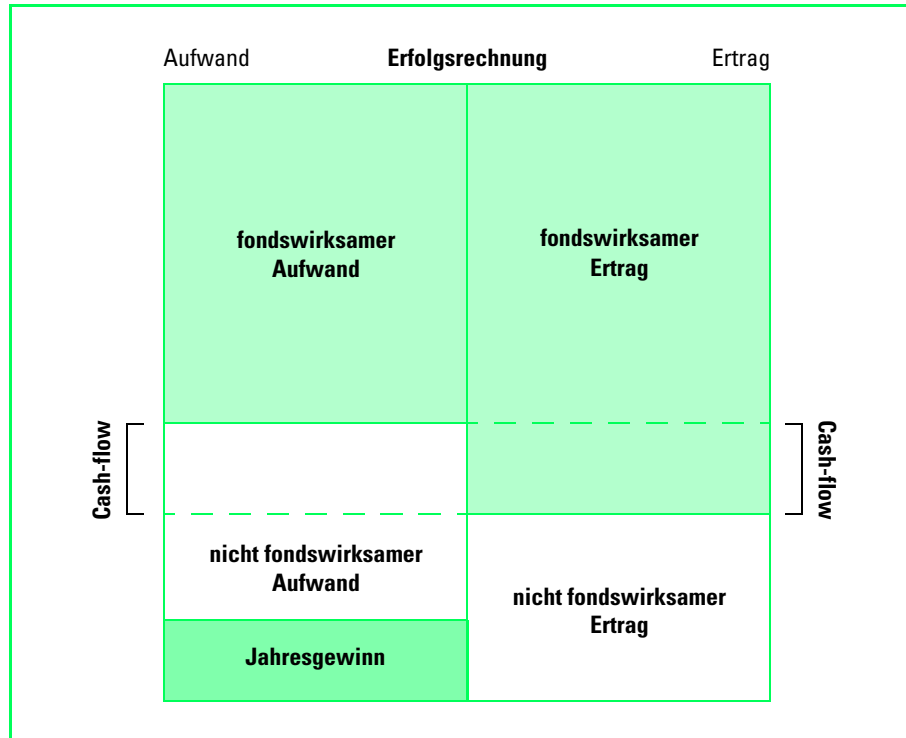 Aufwand Erfolgsrechnung Ertrag
fondswirksamer
Aufwand
fondswirksamer
Ertrag
Cash-flow
Cash-flow
nicht fondswirksamer
Aufwand
nicht fondswirksamer
Ertrag
Jahresgewinn